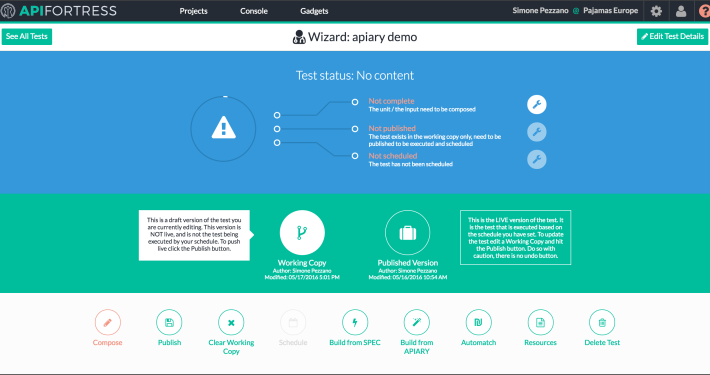 APIFORTRESS
Projects
Console
Gadgets
Simone Pezzano @ Pajamas Europe
?
See All Tests
Wizard: apiary demo
Edit Test Details
Test status: No content
Not complete
The unit / the input need to be composed
Not published
The test exists in the working copy only, need to be
published to be executed and scheduled
Not scheduled
The test has not been scheduled
This is a draft version of the test you
are currently editing. This version is
NOT live, and is not the test being
executed by your schedule. To push
live click the Publish button.
Working Copy
Author: Simone Pezzano
Modified: 05/17/2016 5:01 PM
Published Version
Author: Simone Pezzano
Modified: 05/16/2016 10:54 AM
This is the LIVE version of the test. It
is the test that is executed based on
the schedule you have set. To update
the test edit a Working Copy and hit
the Publish button. Do so with
caution, there is no undo button.
Compose
Publish
Clear Working
Copy
Schedule
Build from SPEC
Build from
APIARY
Automatch
Resources
Delete Test